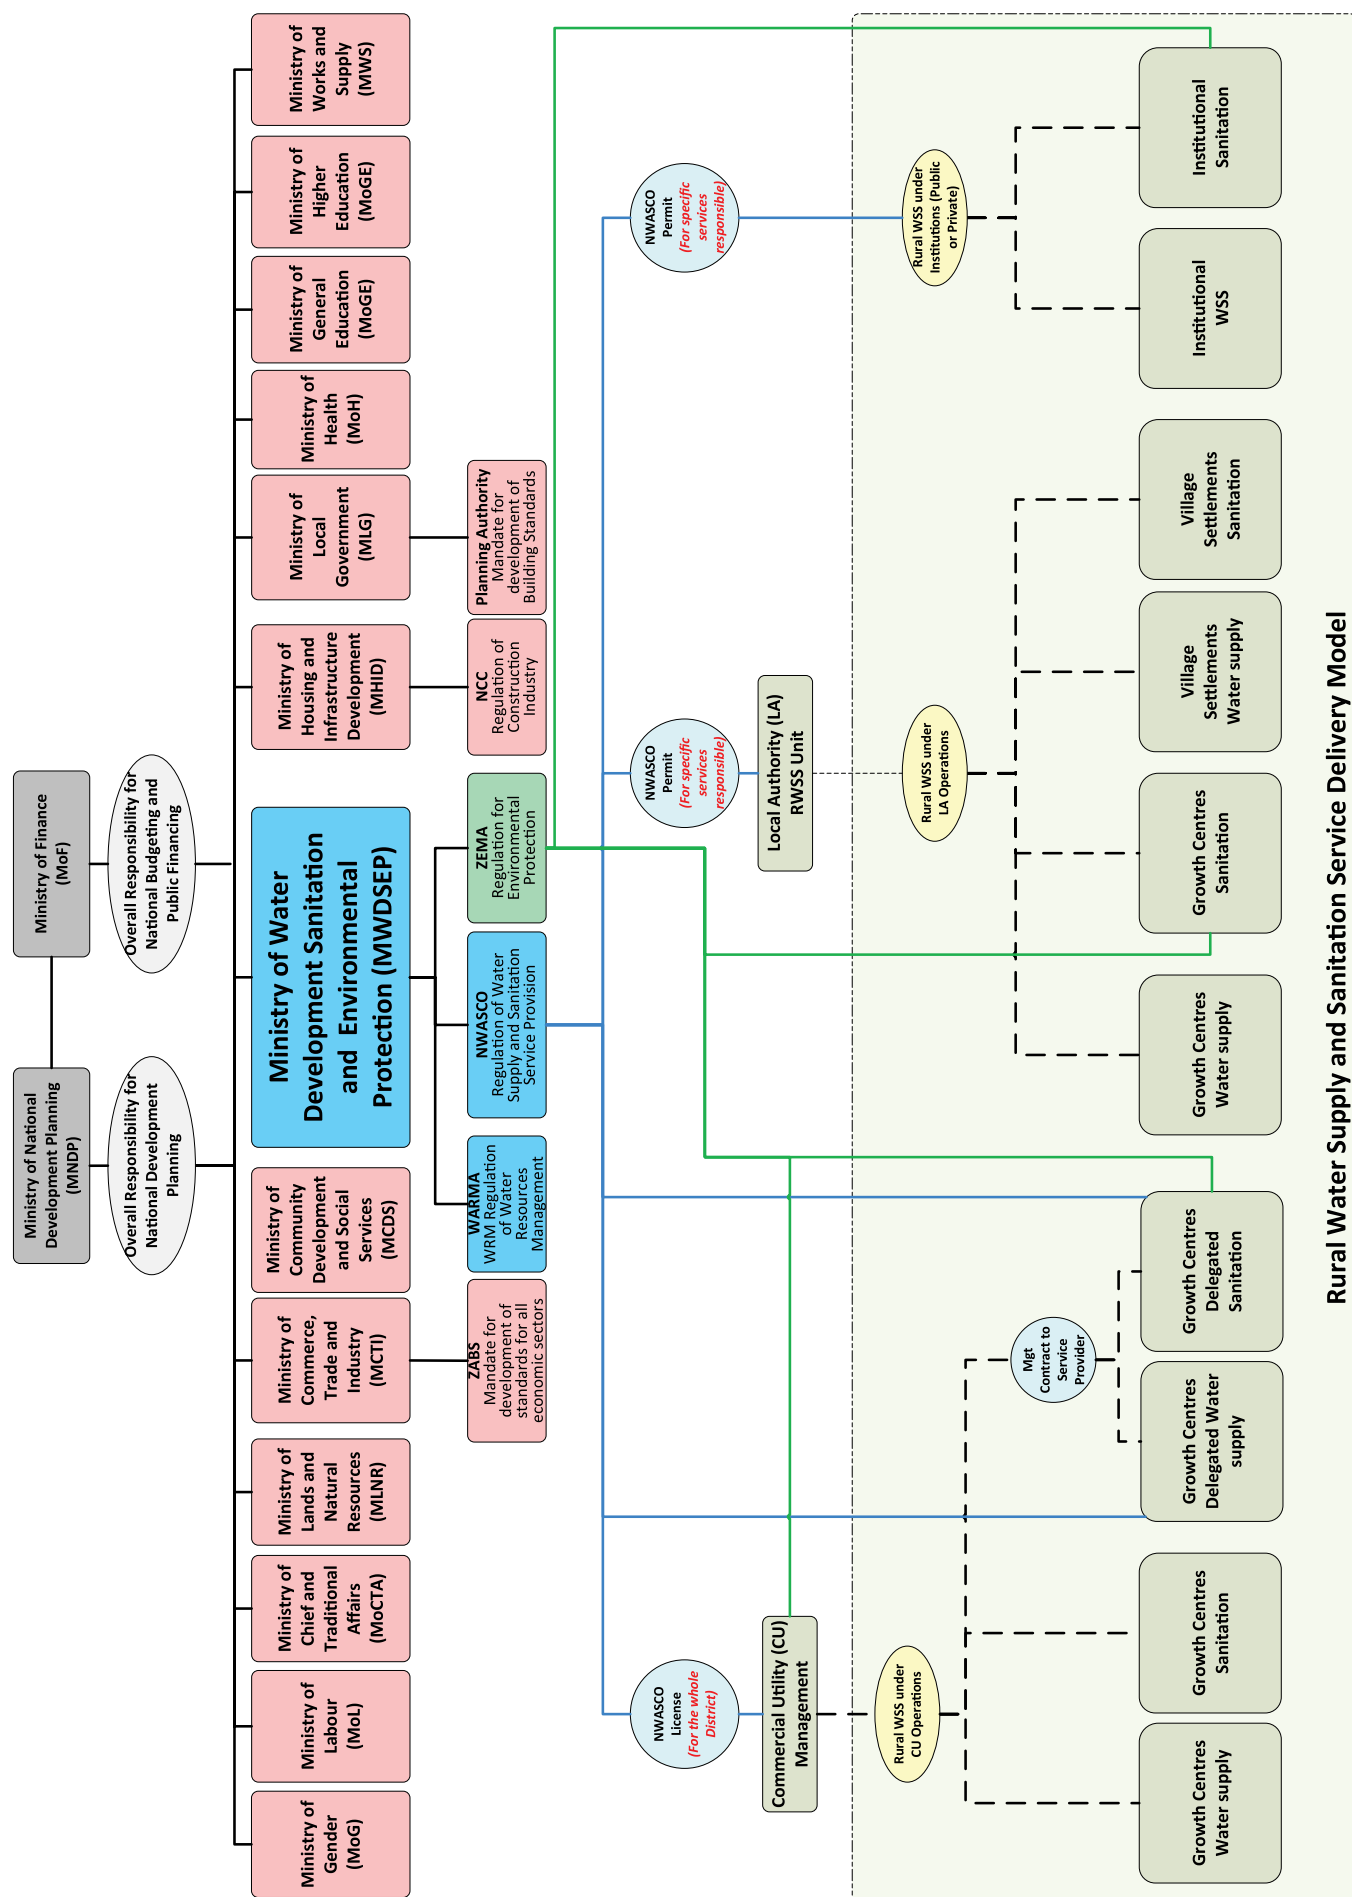 Ministry of National
Development Planning
(MNDP)
Ministry of Finance
(MoF)
Overall Responsibility for
National Development
Planning
Overall Responsibility for
National Budgeting and
Public Financing
Ministry of
Gender
(MoG)
Ministry of
Labour
(MoL)
Ministry of
Chief and
Traditional
Affairs
(MoCTA)
Ministry of
Lands and
Natural
Resources
(MLNR)
Ministry of
Commerce,
Trade and
Industry
(MCTI)
Ministry of
Community
Development
and Social
Services
(MCDS)
Ministry of Water
Development Sanitation
and Environmental
Protection (MWDSEP)
Ministry of
Housing and
Infrastructure
Development
(MHID)
Ministry of
Local
Government
(MLG)
Ministry of
Health
(MoH)
Ministry of
General
Education
(MoGE)
Ministry of
Higher
Education
(MoGE)
Ministry of
Works and
Supply
(MWS)
ZABS
Mandate for
development of
standards for all
economic sectors
WARMA
WRM Regulation
of Water
Resources
Management
NWASCO
Regulation of Water
Supply and Sanitation
Service Provision
ZEMA
Regulation for
Environmental
Protection
NCC
Regulation of
Construction
Industry
Planning Authority
Mandate for
development of
Building Standards
NWASCO
License
(For the whole
District)
NWASCO
Permit
(For specific
services
responsible)
NWASCO
Permit
(For specific
services
responsible)
Commercial Utility (CU)
Management
Local Authority (LA)
RWSS Unit
Rural WSS under
CU Operations
Rural WSS under
LA Operations
Rural WSS under
Institutions (Public
or Private)
Mgt
Contract to
Service
Provider
Growth Centres
Water supply
Growth Centres
Sanitation
Growth Centres
Delegated Water
supply
Growth Centres
Delegated
Sanitation
Growth Centres
Water supply
Growth Centres
Sanitation
Village
Settlements
Water supply
Village
Settlements
Sanitation
Institutional
WSS
Institutional
Sanitation
Rural Water Supply and Sanitation Service Delivery Model